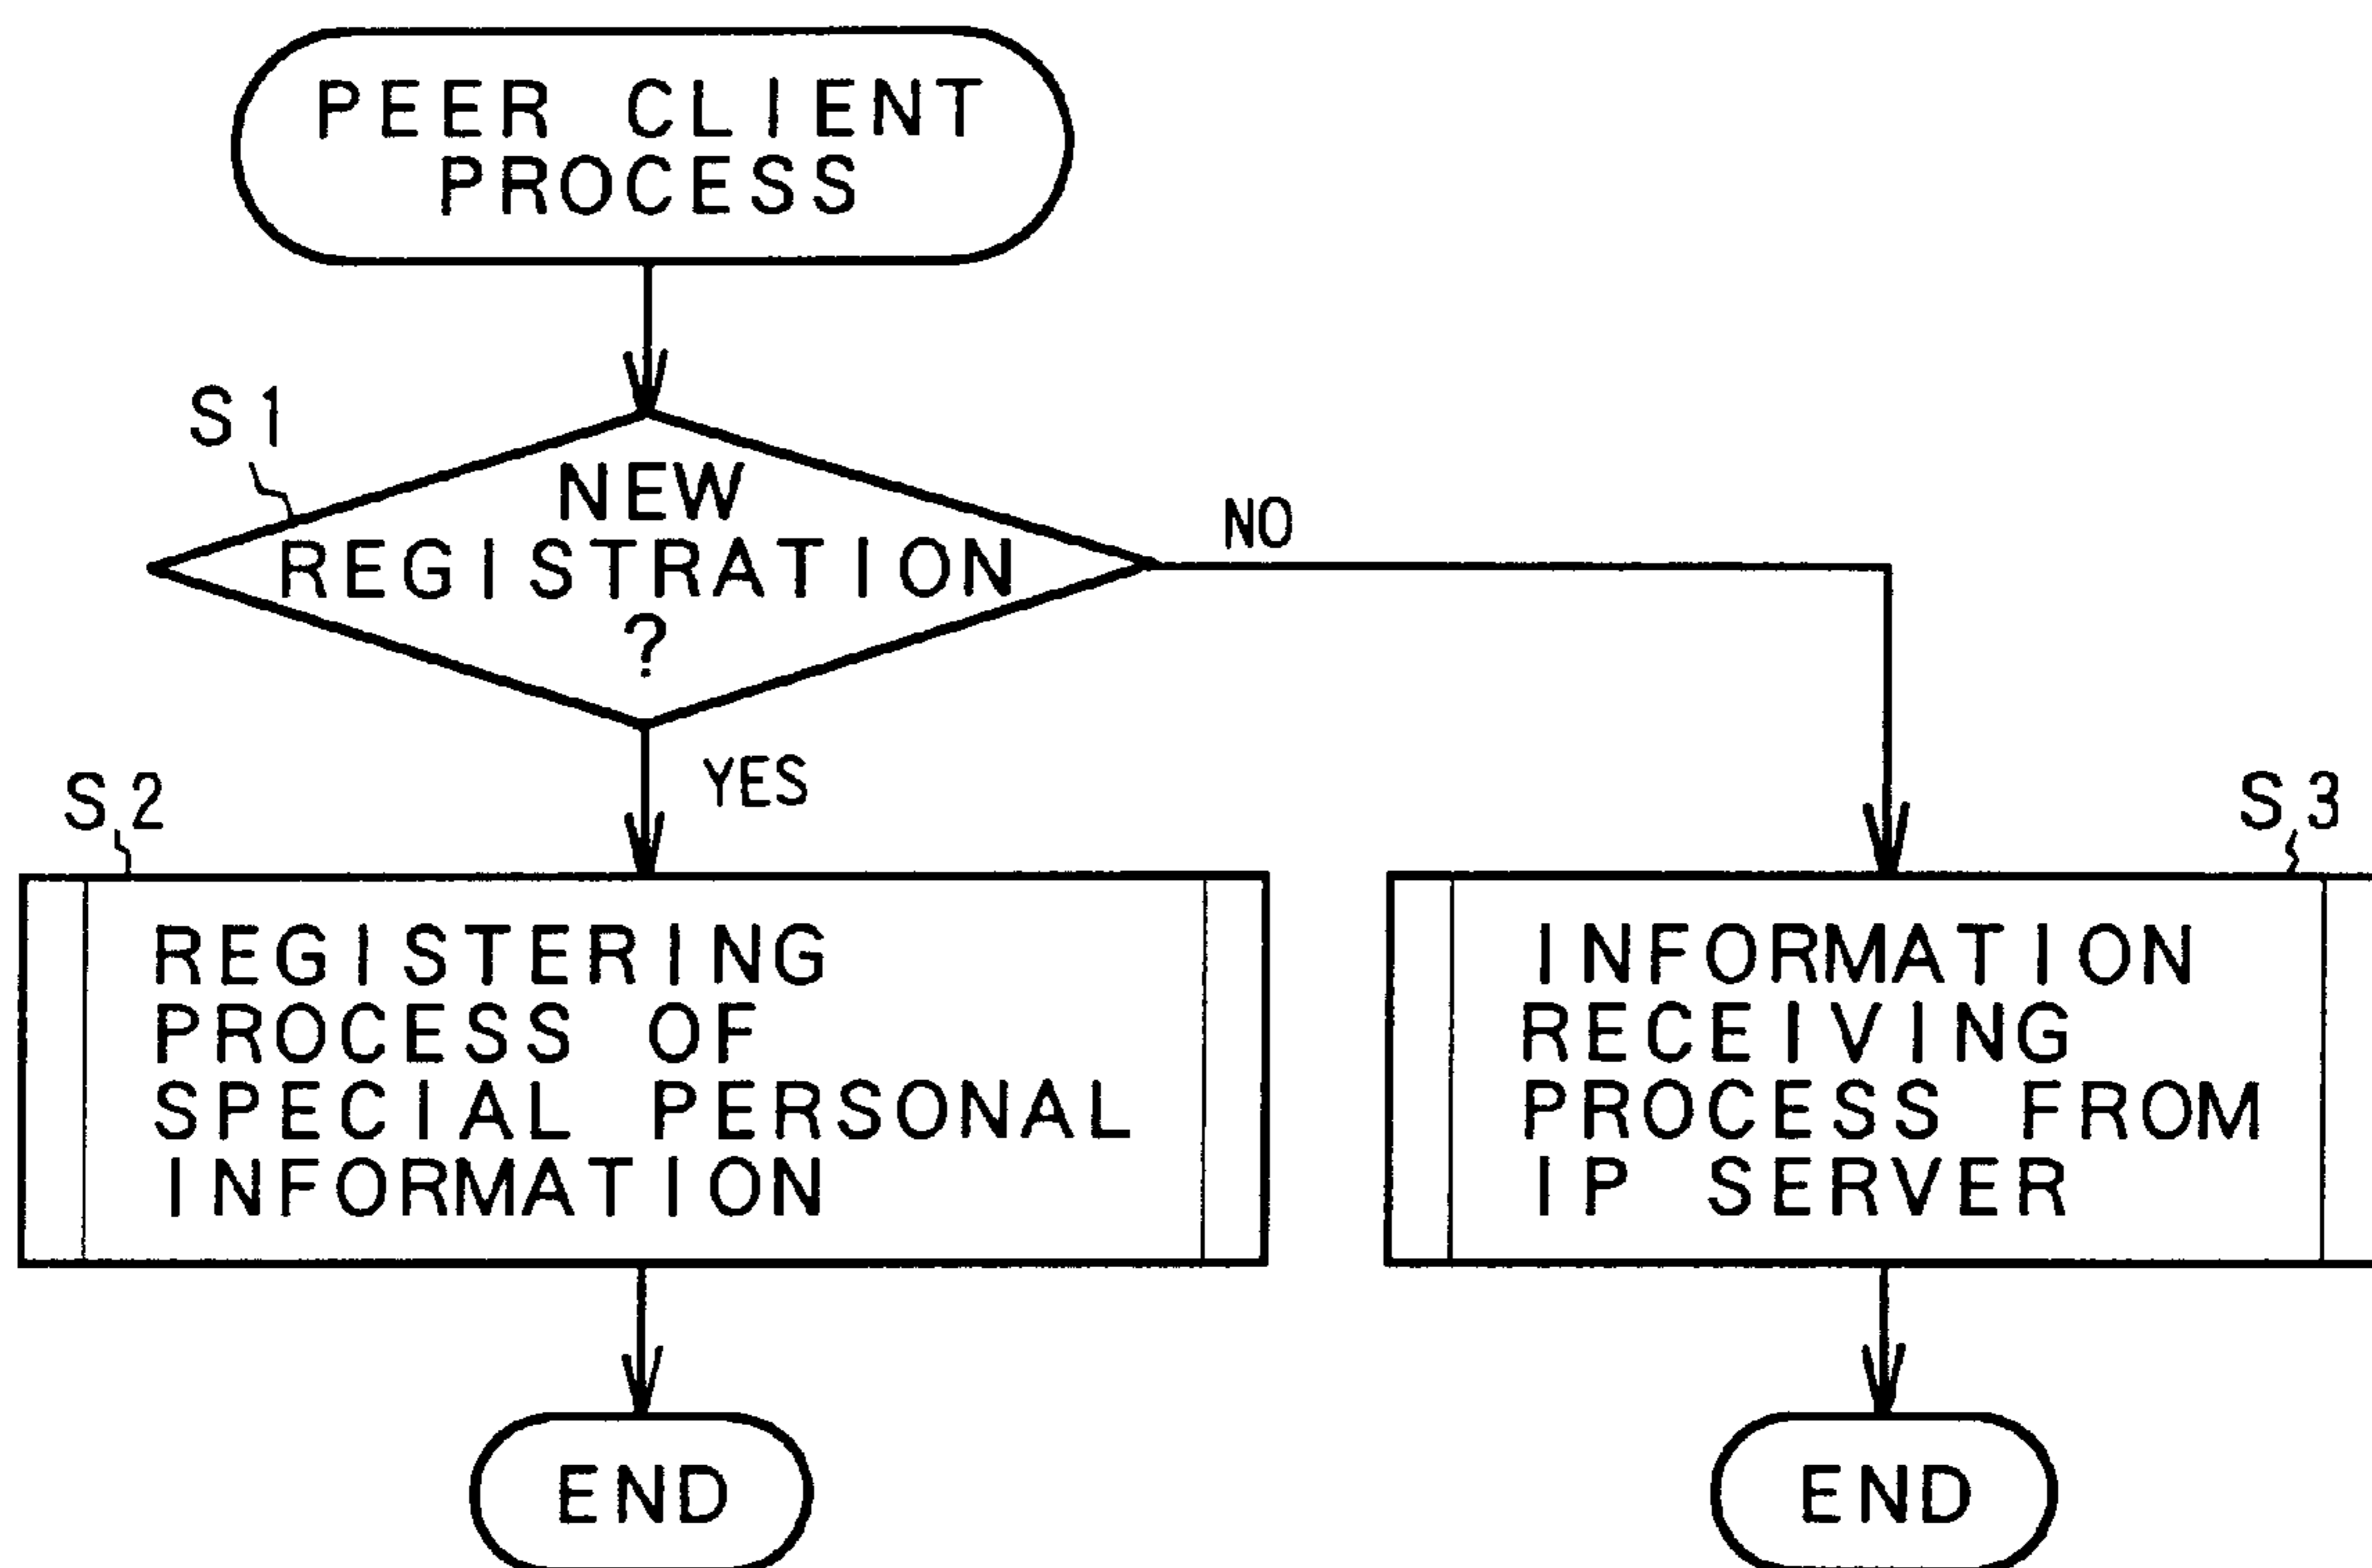 PEER CLIENT
PROCESS
S1
NEW
REGISTRATION
?
NO
YES
S2
REGISTERING
PROCESS OF
SPECIAL PERSONAL
INFORMATION
S3
INFORMATION
RECEIVING
PROCESS FROM
IP SERVER
END
END